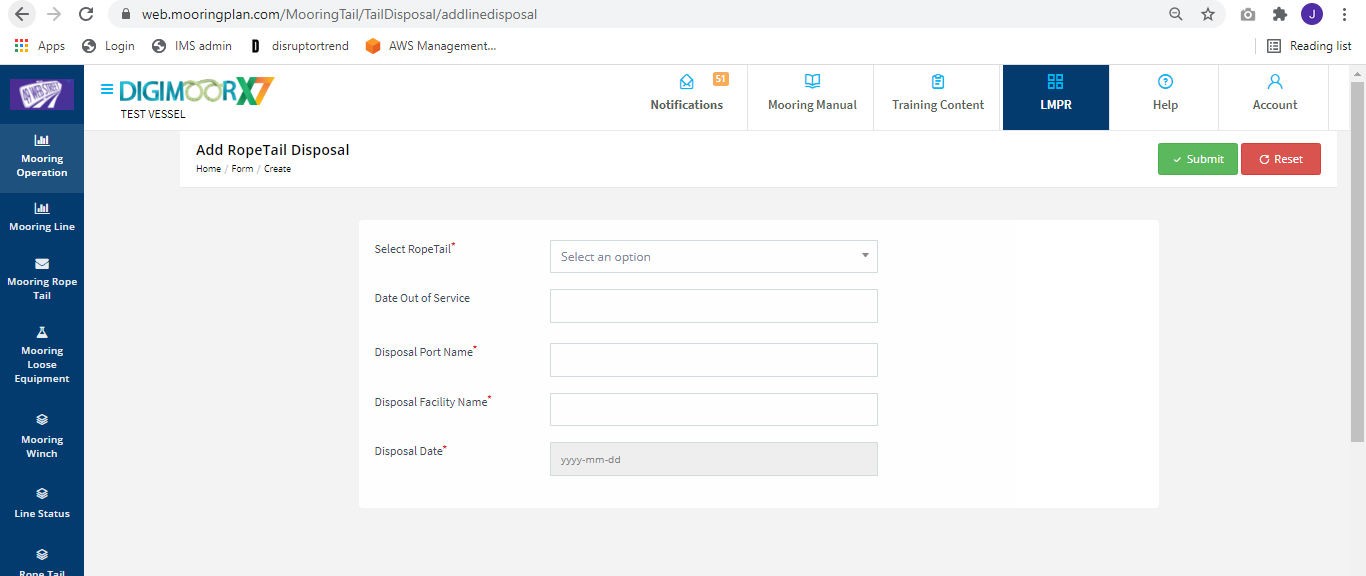 web.mooringplan.com/MooringTail/TailDisposal/addlinedisposal
J
Apps Login IMS admin D disruptortrend AWS Management... Reading list
49 WEB STREET
DIGIMOORX7
TEST VESSEL
51
Notifications Mooring Manual Training Content LMPR Help Account
Mooring
Operation
Mooring Line
Mooring Rope
Tail
Mooring
Loose
Equipment
Mooring
Winch
Line Status
Rope Tail
Add RopeTail Disposal
Home / Form / Create
Submit Reset
Select RopeTail* Select an option
Date Out of Service
Disposal Port Name*
Disposal Facility Name*
Disposal Date* yyyy-mm-dd